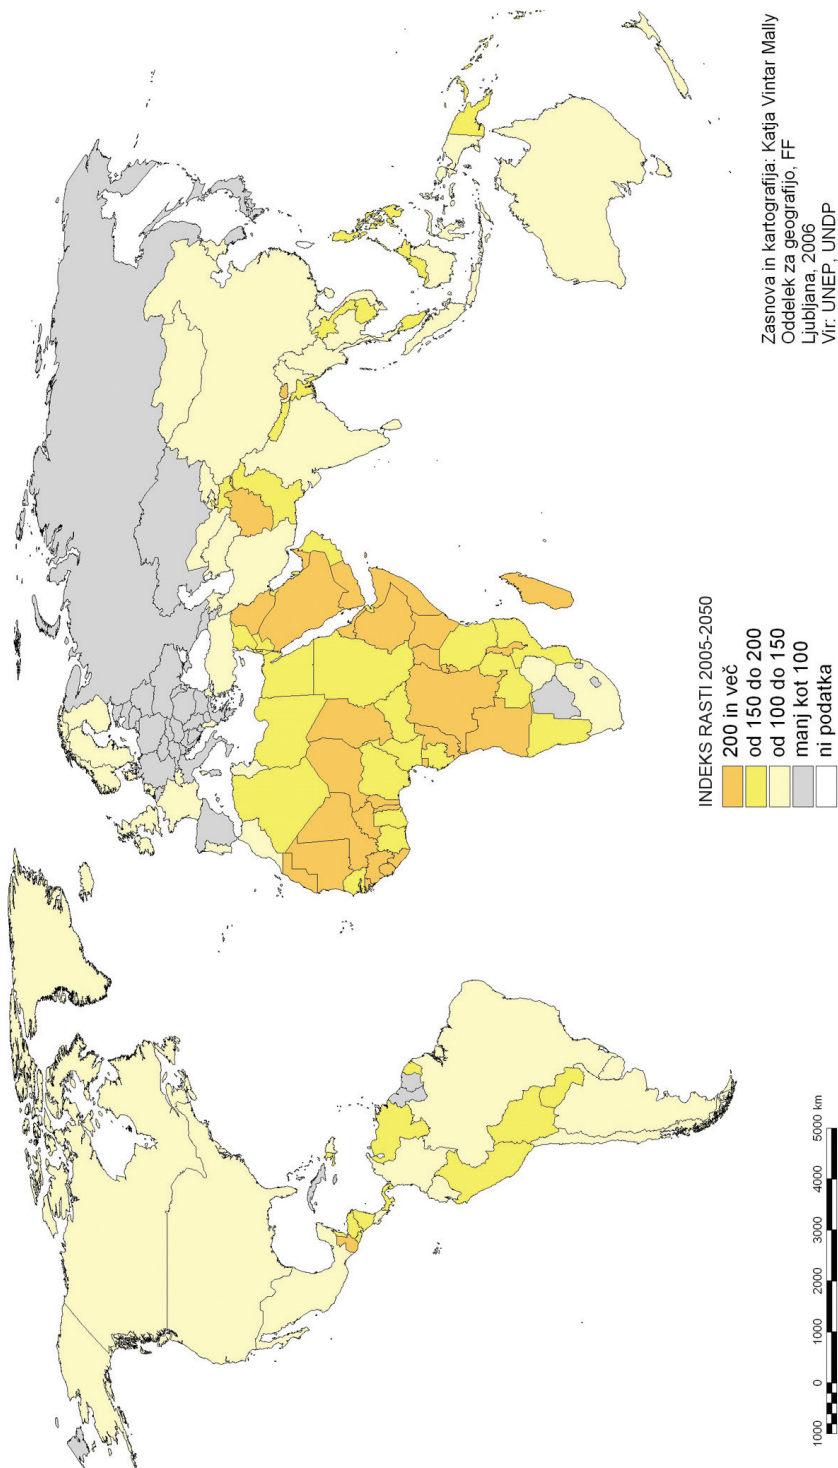 INDEKS RASTI 2005-2050
200 in več
od 150 do 200
od 100 do 150
manj kot 100
ni podatka
Zasnova in kartografija: Katja Vintar Mally
Oddelek za geografijo, FF
Ljubljana, 2006
Vir: UNEP, UNDP
1000 0 1000 2000 3000 4000 5000 km